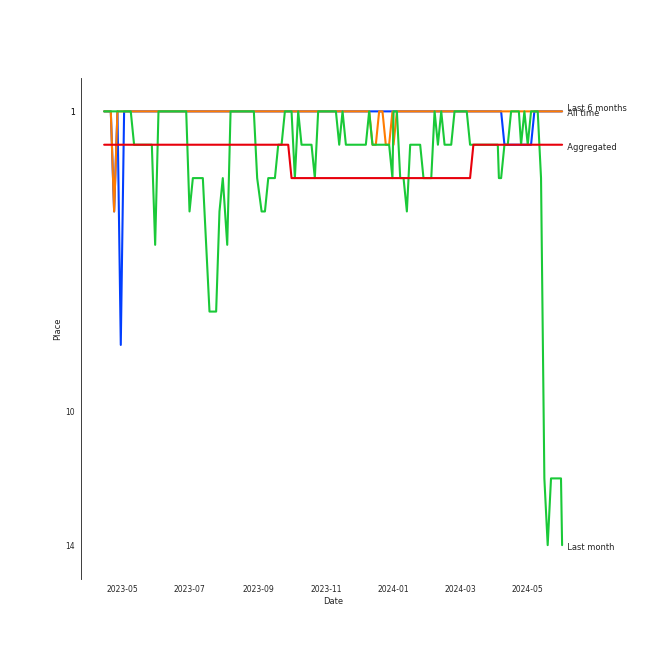 1
10
14
Place
Last 6 months
All time
Aggregated
Last month
2023-05 2023-07 2023-09 2023-11 2024-01 2024-03 2024-05
Date